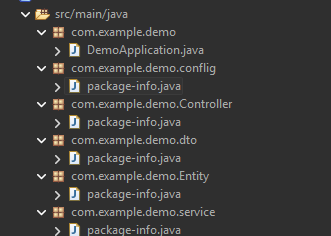 src/main/java
com.example.demo
DemoApplication.java
com.example.demo.conflig
package-info.java
com.example.demo.Controller
package-info.java
com.example.demo.dto
package-info.java
com.example.demo.Entity
package-info.java
com.example.demo.service
package-info.java